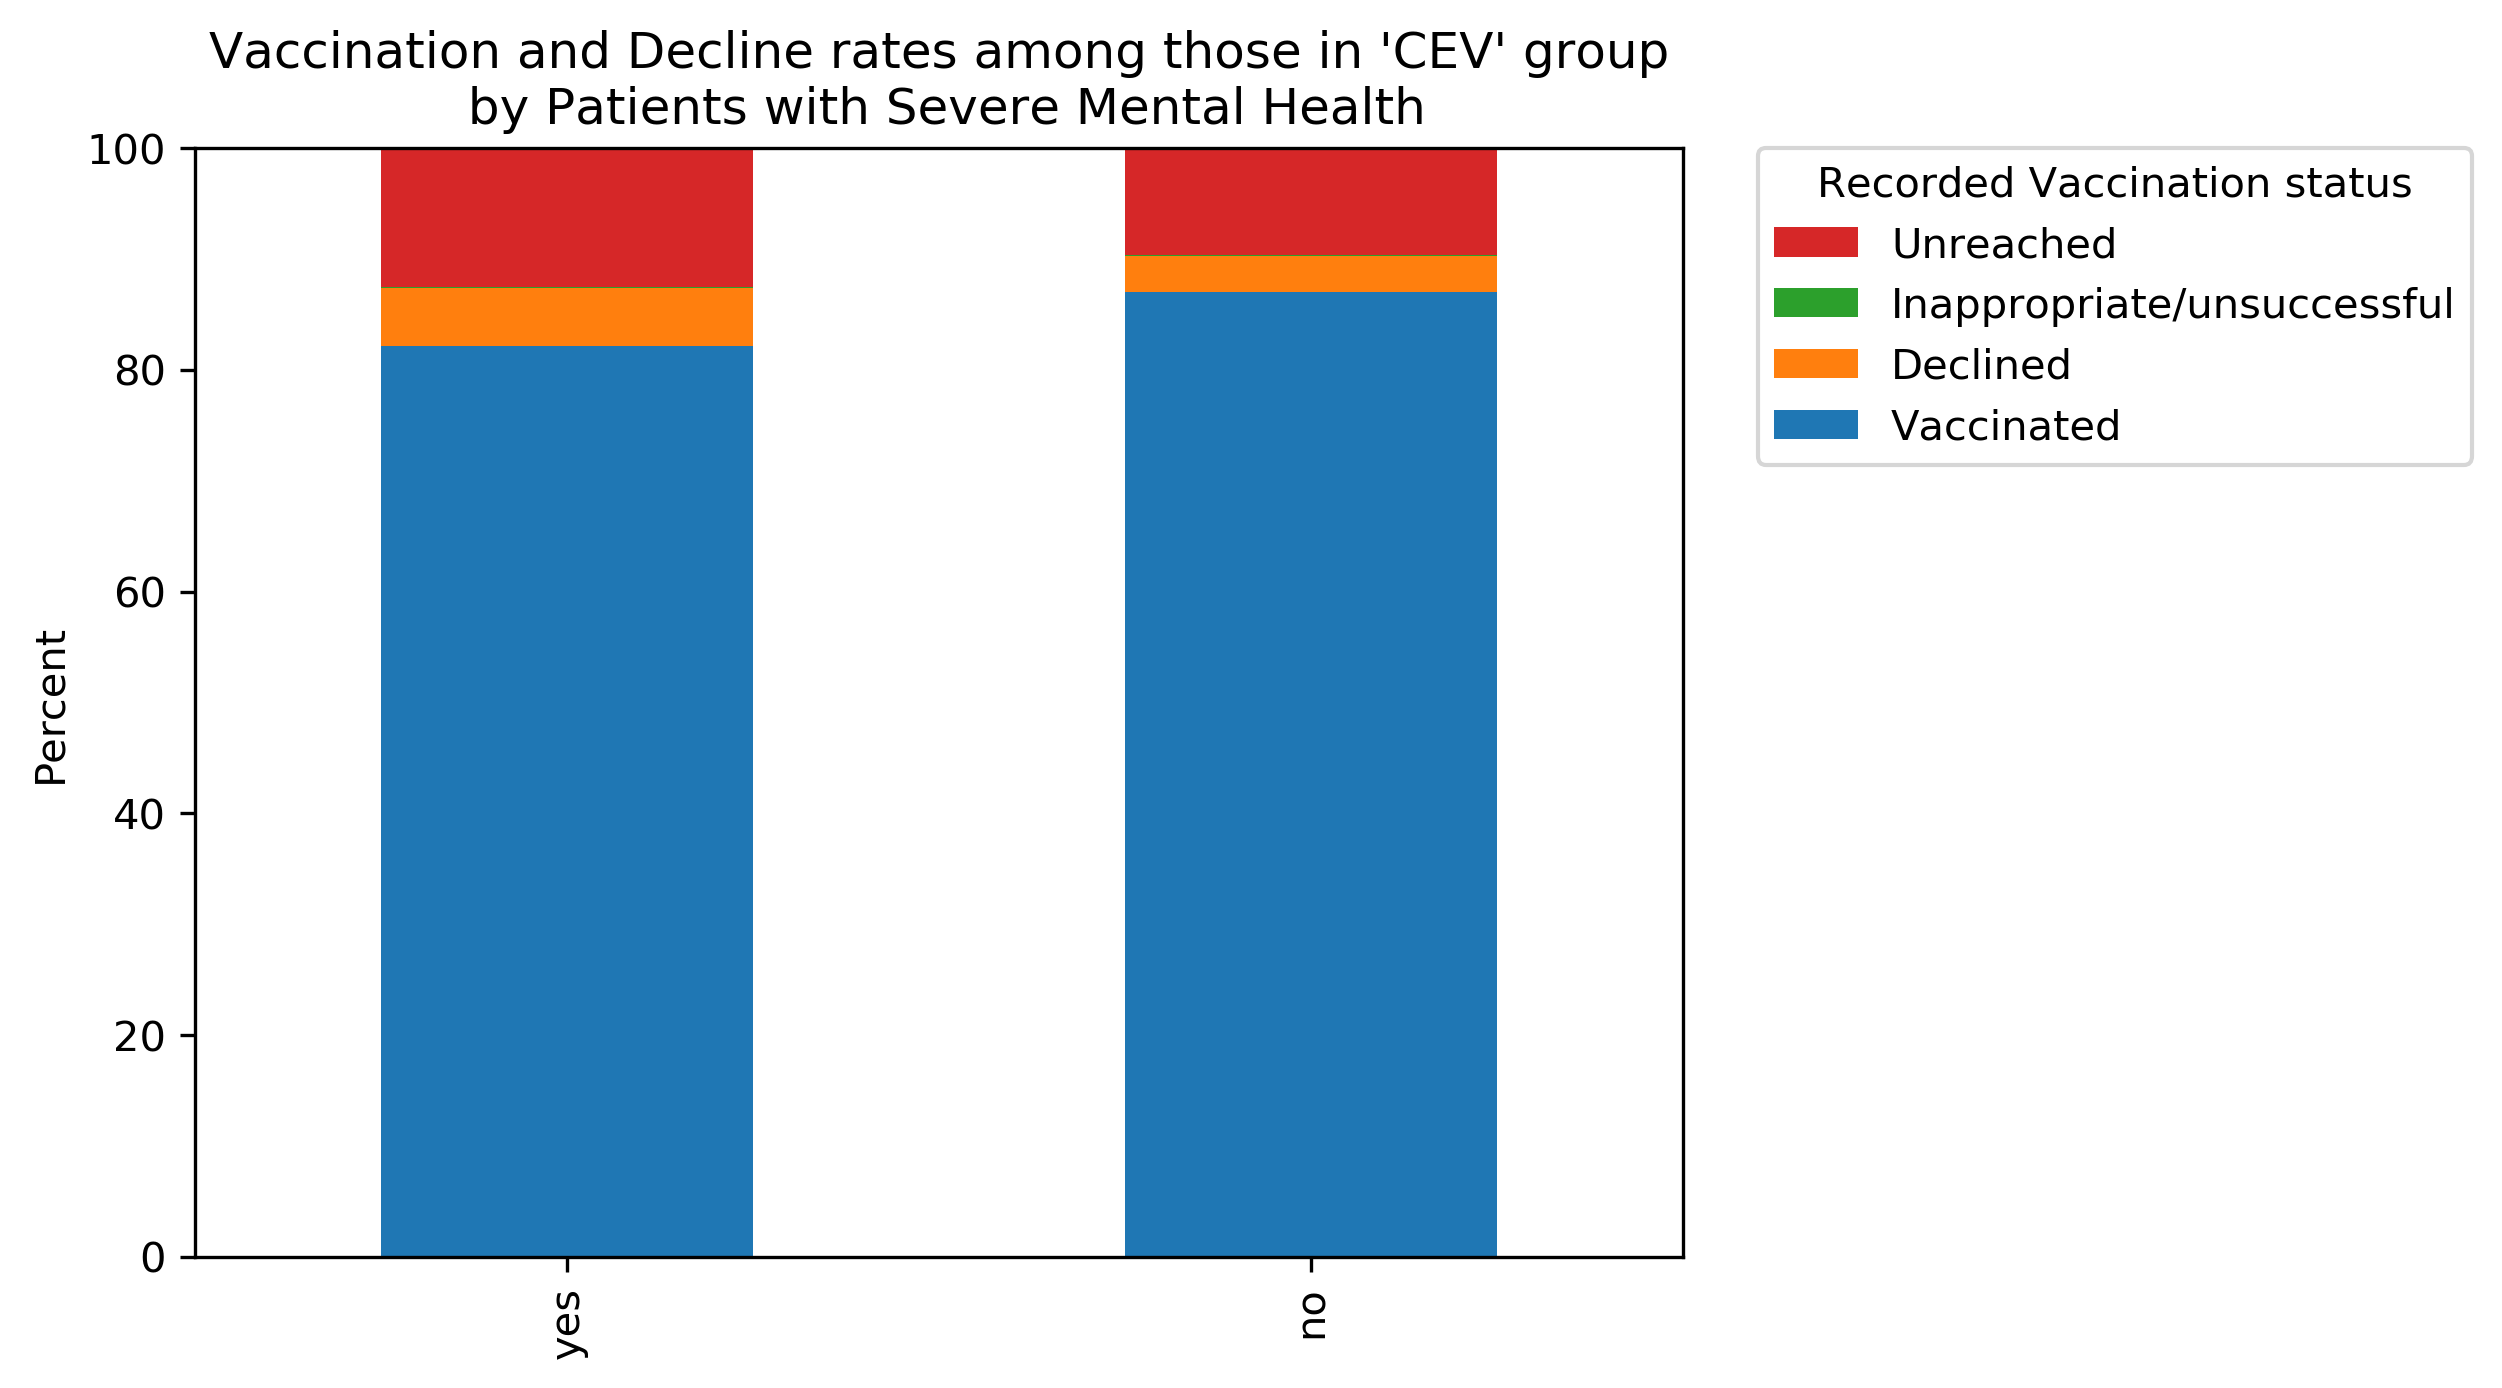 Vaccination and Decline rates among those in 'CEV' group
by Patients with Severe Mental Health
100
80
60
40
20
0
Percent
yes
no
Recorded Vaccination status
Unreached
Inappropriate/unsuccessful
Declined
Vaccinated